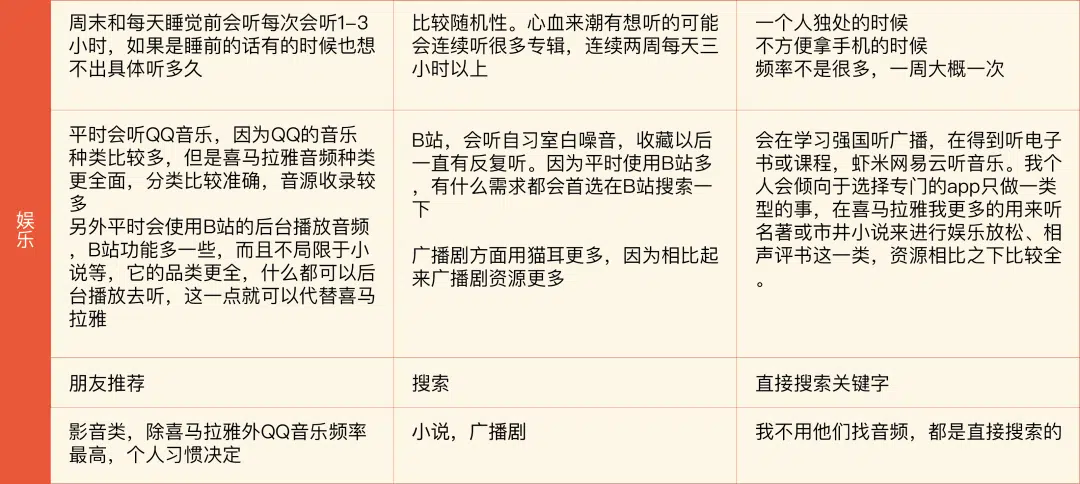 娱乐
周末和每天睡觉前会听每次会听1-3
小时，如果是睡前的话有的时候也想
不出具体听多久
比较随机性。心血来潮有想听的可能
会连续听很多专辑，连续两周每天三
小时以上
一个人独处的时候
不方便拿手机的时候
频率不是很多，一周大概一次
平时会听QQ音乐，因为QQ的音乐
种类比较多，但是喜马拉雅音频种类
更全面，分类比较准确，音源收录较
多
另外平时会使用B站的后台播放音频
，B站功能多一些，而且不局限于小
说等，它的品类更全，什么都可以后
台播放去听，这一点就可以代替喜马
拉雅
B站，会听自习室白噪音，收藏以后
一直有反复听。因为平时使用B站多
，有什么需求都会首选在B站搜索一
下
广播剧方面用猫耳更多，因为相比起
来广播剧资源更多
会在学习强国听广播，在得到听电子
书或课程，虾米网易云听音乐。我个
人会倾向于选择专门的app只做一类
型的事，在喜马拉雅我更多的用来听
名著或市井小说来进行娱乐放松、相
声评书这一类，资源相比之下比较全
。
朋友推荐
搜索
直接搜索关键字
影音类，除喜马拉雅外QQ音乐频率
最高，个人习惯决定
小说，广播剧
我不用他们找音频，都是直接搜索的